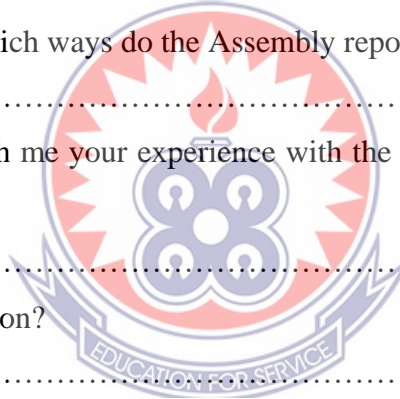 ich ways do the Assembly repo
………………………………………
n me your experience with the
………………………………………
on?
EDUCATION FOR SERVICE
………………………………………